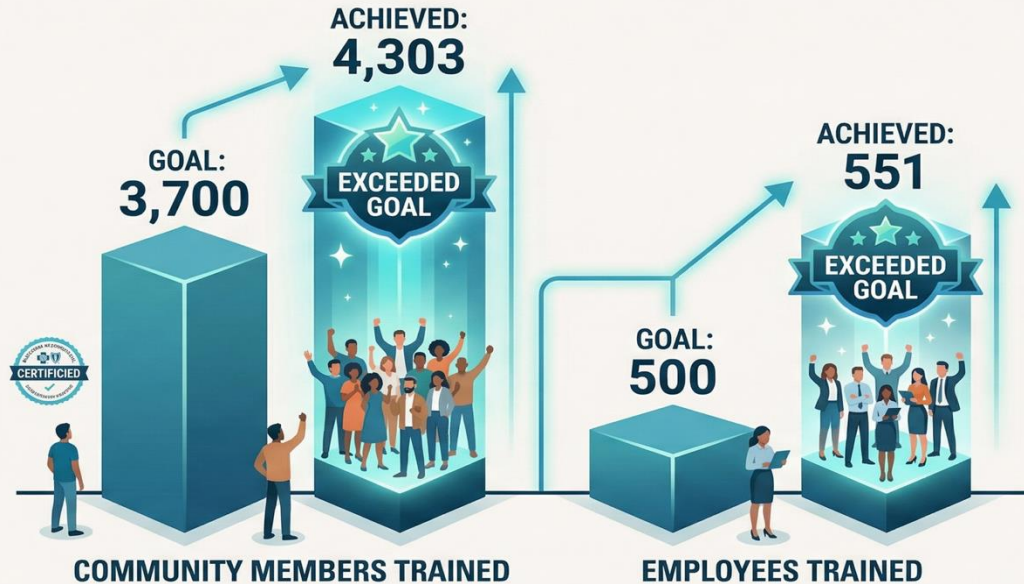 ACHIEVED:
4,303
GOAL:
3,700
EXCEEDED
GOAL
CERTIFICIED
COMMUNITY MEMBERS TRAINED
ACHIEVED:
551
GOAL:
500
EXCEEDED
GOAL
EMPLOYEES TRAINED